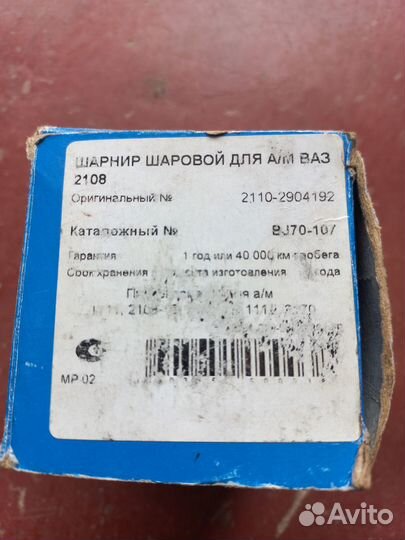 ШАРНИР ШАРОВОЙ ДЛЯ А/М ВАЗ
2108
Оригинальный № 2110-2904192
Каталожный № BJ70-107
Гарантия 1 год или 40 000 км пробега
Срок хранения изготовления года
а/м
МР 02
Avito